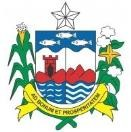 AD BONUM ET PROSPERITATEM